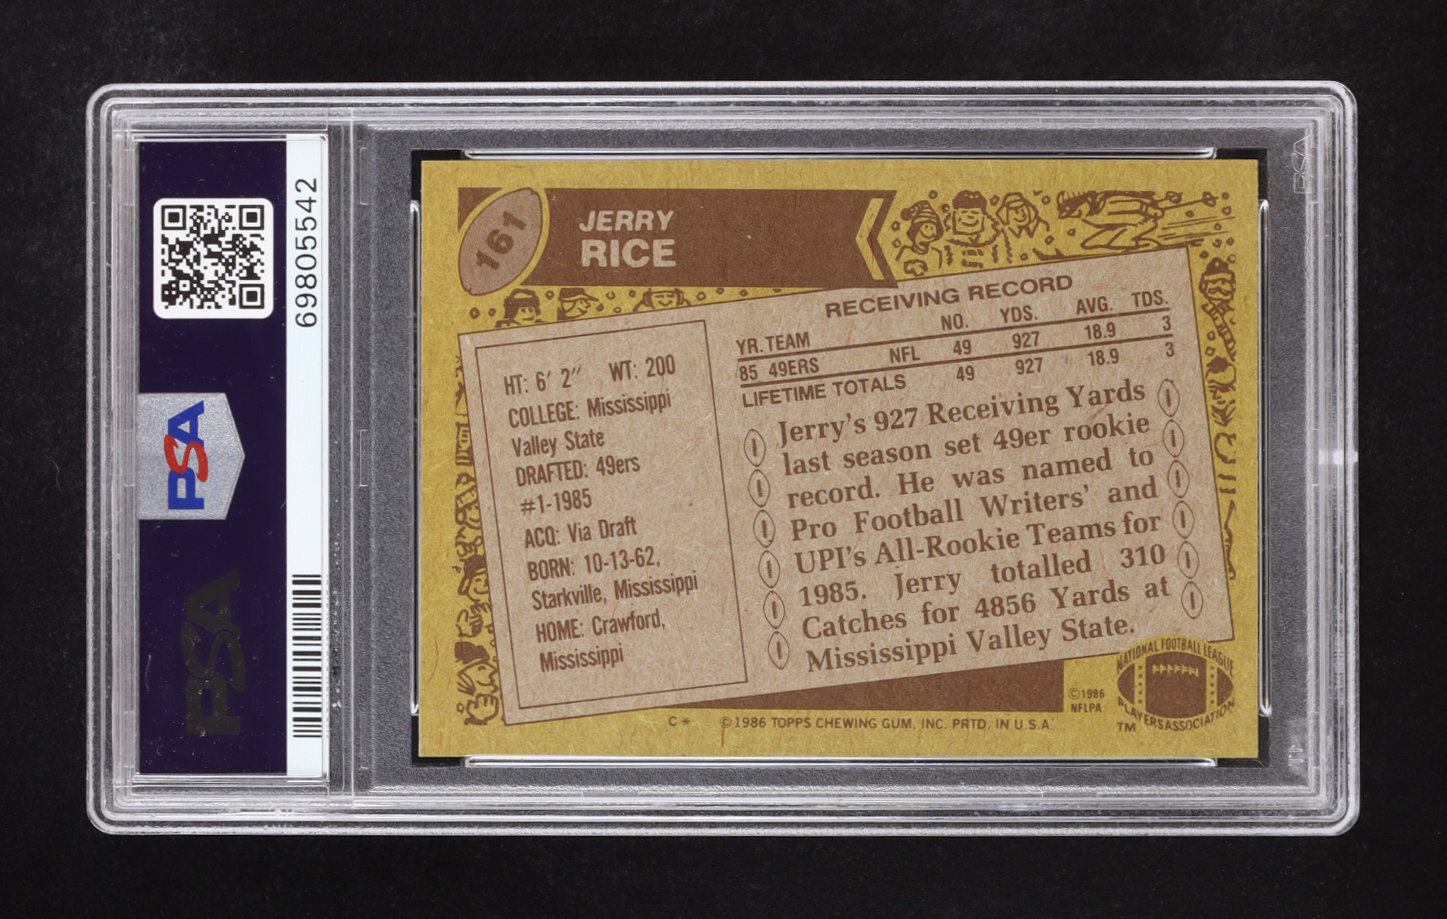 69805542
PSA
PSA
161
JERRY
RICE
RECEIVING RECORD
YR. TEAM NO. YDS. AVG. TDS.
85 49ERS NFL 49 927 18.9 3
LIFETIME TOTALS 49 927 18.9 3
HT: 6′ 2″ WT: 200
COLLEGE: Mississippi
Valley State
DRAFTED: 49ers
#1-1985
ACQ: Via Draft
BORN: 10-13-62,
Starkville, Mississippi
HOME: Crawford,
Mississippi
Jerry's 927 Receiving Yards
last season set 49er rookie
record. He was named to
Pro Football Writers' and
UPI's All-Rookie Teams for
1985. Jerry totalled 310
Catches for 4856 Yards at
Mississippi Valley State.
NATIONAL FOOTBALL LEAGUE
PLAYERS ASSOCIATION
TM
©1986
NFLPA
C* ©1986 TOPPS CHEWING GUM, INC. PRTD. IN U.S.A.
PSA